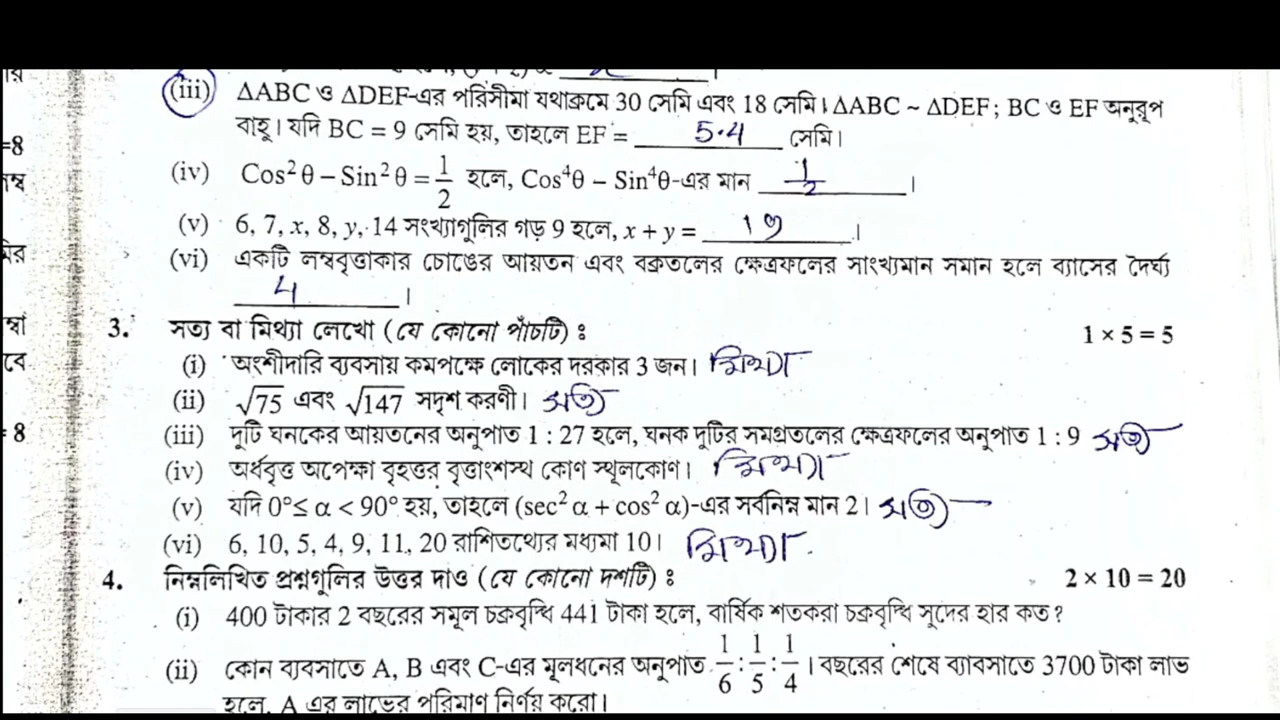 (iii) ΔABC ও ΔDEF-এর পরিসীমা যথাক্রমে 30 সেমি এবং 18 সেমি। ΔABC ~ ΔDEF; BC ও EF অনুরূপ
=8 বাহু। যদি BC = 9 সেমি হয়, তাহলে EF = 5.4 সেমি।
(iv) Cos²θ – Sin²θ = 1/2 হলে, Cos⁴θ – Sin⁴θ-এর মান 1/2 ।
(v) 6, 7, x, 8, y, 14 সংখ্যাগুলির গড় 9 হলে, x + y = 19 ।
(vi) একটি লম্ববৃত্তাকার চোঙের আয়তন এবং বক্রতলের ক্ষেত্রফলের সাংখ্যমান সমান হলে ব্যাসের দৈর্ঘ্য
4 ।
3. সত্য বা মিথ্যা লেখো (যে কোনো পাঁচটি) : 1 × 5 = 5
(i) অংশীদারি ব্যবসায় কমপক্ষে লোকের দরকার 3 জন। মিথ্যা
(ii) √75 এবং √147 সদৃশ করণী। সত্য
= 8 (iii) দুটি ঘনকের আয়তনের অনুপাত 1 : 27 হলে, ঘনক দুটির সমগ্রতলের ক্ষেত্রফলের অনুপাত 1 : 9 সত্য
(iv) অর্ধবৃত্ত অপেক্ষা বৃহত্তর বৃত্তাংশস্থ কোণ স্থূলকোণ। মিথ্যা
(v) যদি 0°≤ α < 90° হয়, তাহলে (sec² α + cos² α)-এর সর্বনিম্ন মান 2। সত্য
(vi) 6, 10, 5, 4, 9, 11, 20 রাশিতথ্যের মধ্যমা 10। মিথ্যা
4. নিম্নলিখিত প্রশ্নগুলির উত্তর দাও (যে কোনো দশটি) : 2 × 10 = 20
(i) 400 টাকার 2 বছরের সমূল চক্রবৃদ্ধি 441 টাকা হলে, বার্ষিক শতকরা চক্রবৃদ্ধি সুদের হার কত?
(ii) কোন ব্যবসাতে A, B এবং C-এর মূলধনের অনুপাত 1/6 : 1/5 : 1/4 । বছরের শেষে ব্যাবসাতে 3700 টাকা লাভ
হলে, A এর লাভের পরিমাণ নির্ণয় করো।